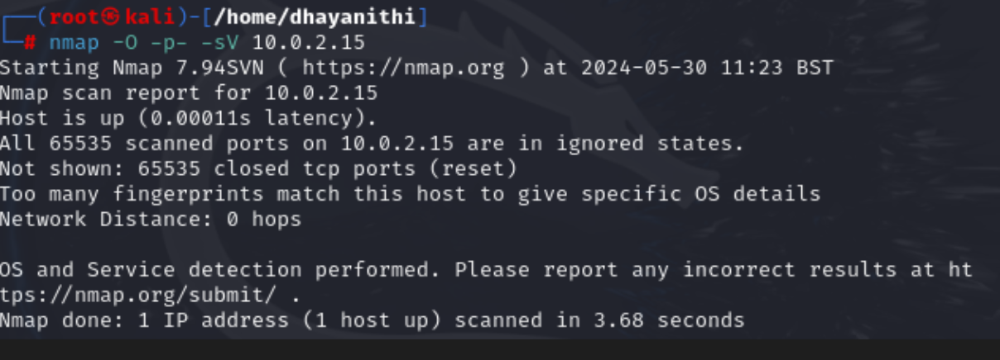 ┌──(root㉿kali)-[/home/dhayanithi]
└─# nmap -O -p- -sV 10.0.2.15
Starting Nmap 7.94SVN ( https://nmap.org ) at 2024-05-30 11:23 BST
Nmap scan report for 10.0.2.15
Host is up (0.00011s latency).
All 65535 scanned ports on 10.0.2.15 are in ignored states.
Not shown: 65535 closed tcp ports (reset)
Too many fingerprints match this host to give specific OS details
Network Distance: 0 hops

OS and Service detection performed. Please report any incorrect results at ht
tps://nmap.org/submit/ .
Nmap done: 1 IP address (1 host up) scanned in 3.68 seconds